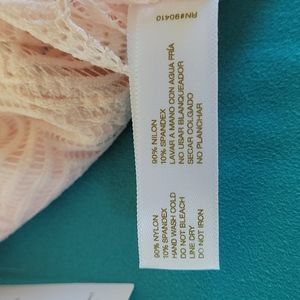 RN#90410
90% NILON
10% SPANDEX
LAVAR A MANO CON AGUA FRÍA
NO USAR BLANQUEADOR
SECAR COLGADO
NO PLANCHAR
90% NYLON
10% SPANDEX
HAND WASH COLD
DO NOT BLEACH
LINE DRY
DO NOT IRON